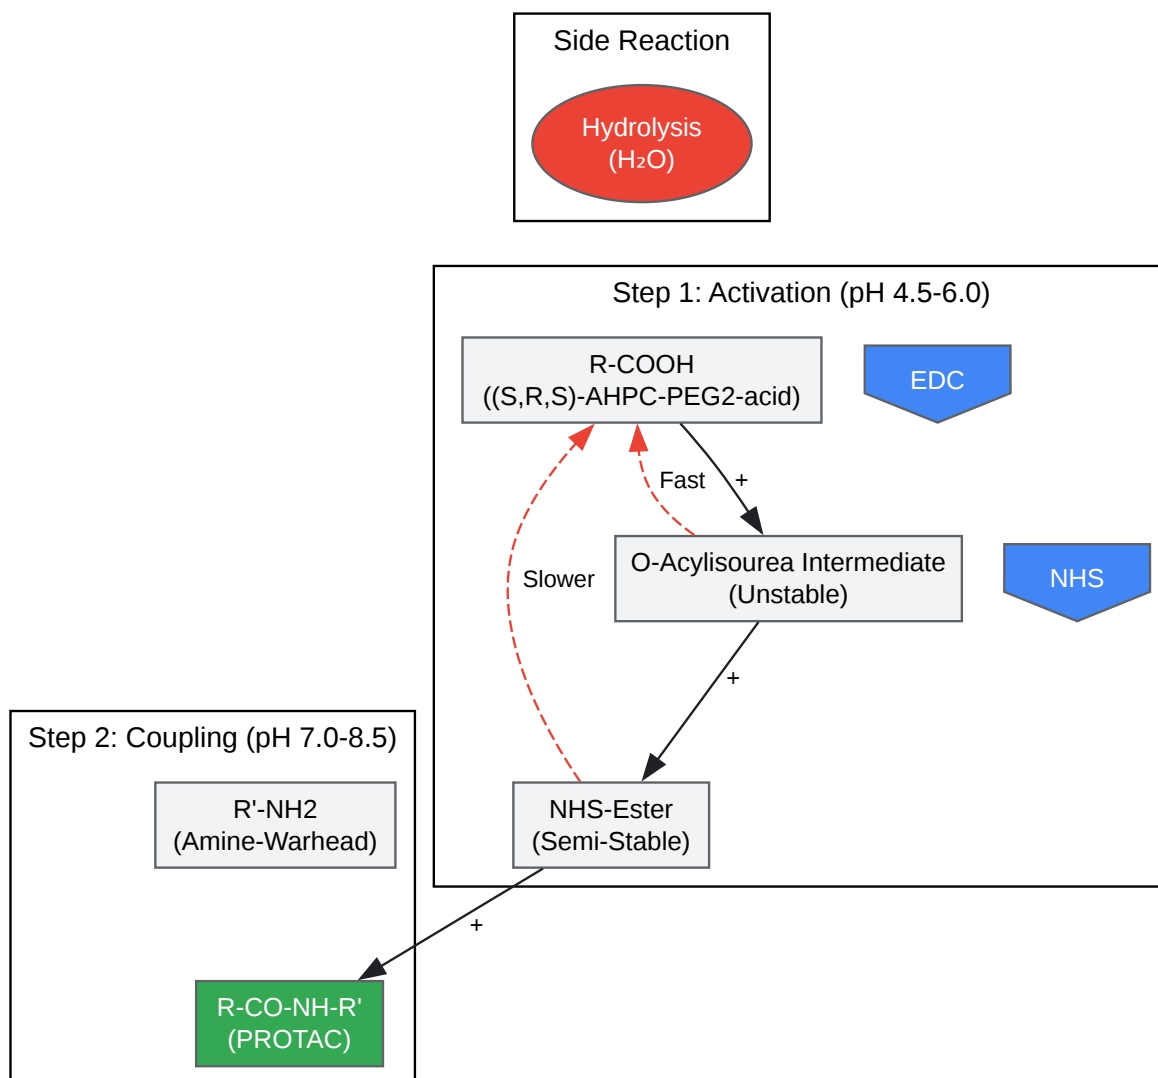 Side Reaction
Hydrolysis
(H₂O)
Step 1: Activation (pH 4.5-6.0)
R-COOH
((S,R,S)-AHPC-PEG2-acid)
EDC
Fast
+
O-Acylisourea Intermediate
(Unstable)
NHS
Slower
+
Step 2: Coupling (pH 7.0-8.5)
R'-NH2
(Amine-Warhead)
NHS-Ester
(Semi-Stable)
+
R-CO-NH-R'
(PROTAC)